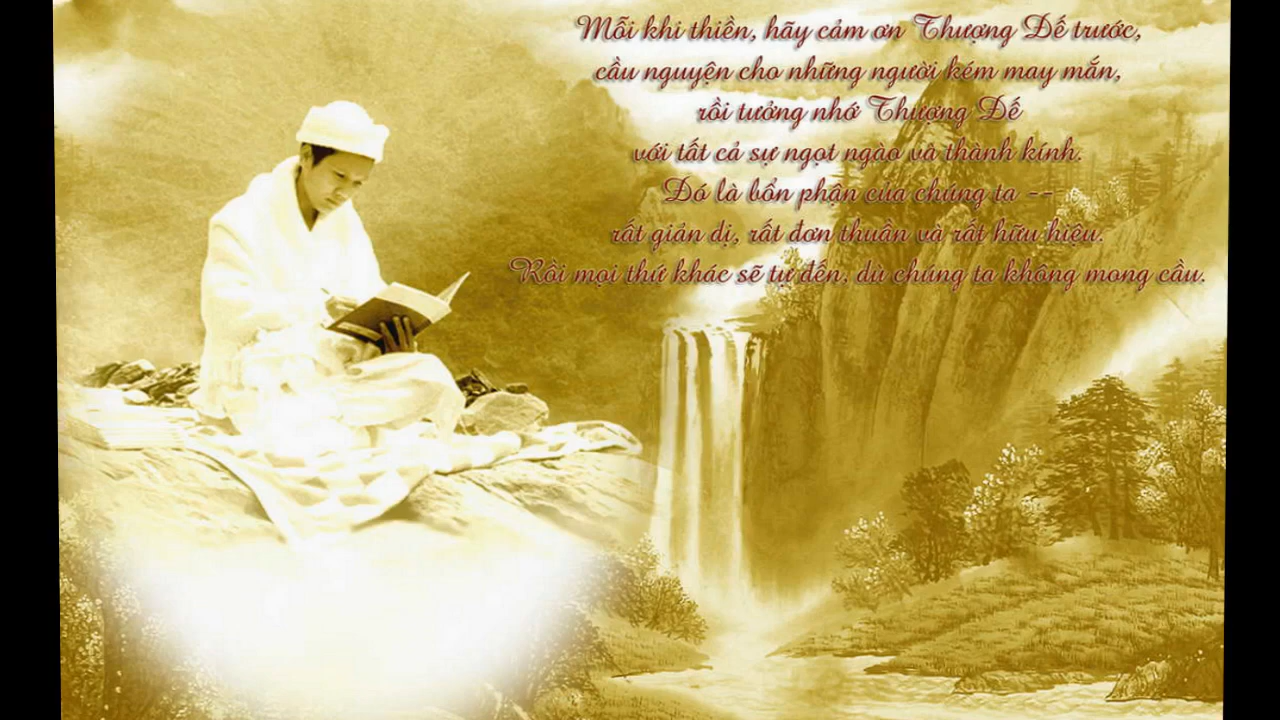 Mỗi khi thiền, hãy cảm ơn Thượng Đế trước,
cầu nguyện cho những người kém may mắn,
rồi tưởng nhớ Thượng Đế
với tất cả sự ngọt ngào và thành kính.
Đó là bổn phận của chúng ta --
rất giản dị, rất đơn thuần và rất hữu hiệu.
Rồi mọi thứ khác sẽ tự đến, dù chúng ta không mong cầu.